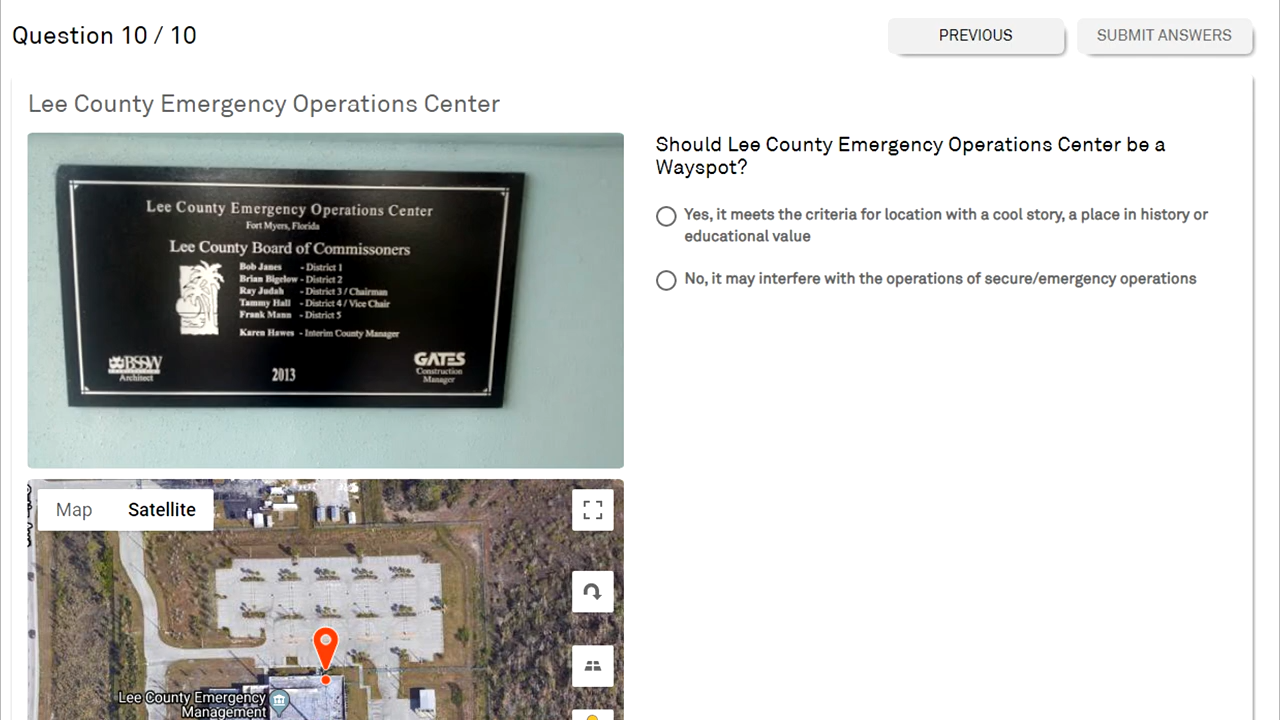 Question 10 / 10
PREVIOUS
SUBMIT ANSWERS
Lee County Emergency Operations Center
Lee County Emergency Operations Center
Fort Myers, Florida
Lee County Board of Commissoners
Bob Janes - District 1
Brian Bigelow - District 2
Ray Judah - District 3 / Chairman
Tammy Hall - District 4 / Vice Chair
Frank Mann - District 5
Karen Hawes - Interim County Manager
BSSW
Architect
2013
GATES
Construction
Manager
Should Lee County Emergency Operations Center be a
Wayspot?
Yes, it meets the criteria for location with a cool story, a place in history or
educational value
No, it may interfere with the operations of secure/emergency operations
Map
Satellite
Lee County Emergency
Management